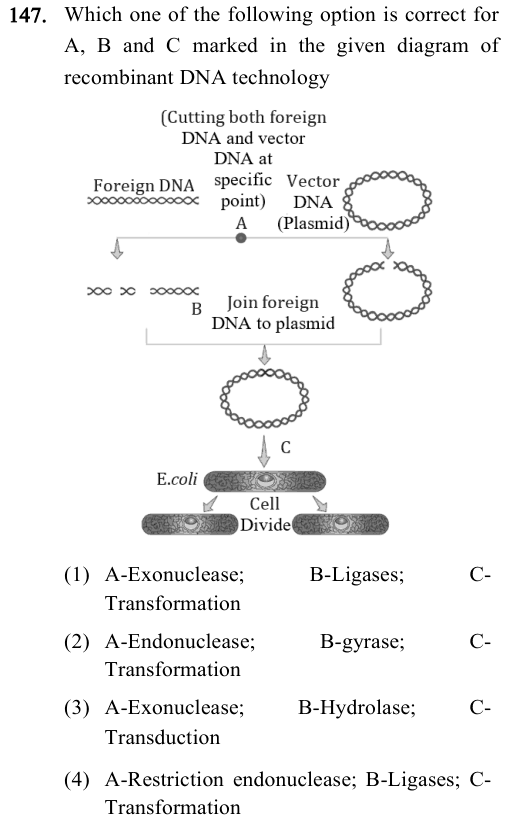 147. Which one of the following option is correct for
A, B and C marked in the given diagram of
recombinant DNA technology
(Cutting both foreign
DNA and vector
DNA at
specific
point)
Foreign DNA
Vector
DNA
(Plasmid)
A
B
Join foreign
DNA to plasmid
C
E.coli
Cell
Divide
(1) A-Exonuclease; B-Ligases; C-
Transformation
(2) A-Endonuclease; B-gyrase; C-
Transformation
(3) A-Exonuclease; B-Hydrolase; C-
Transduction
(4) A-Restriction endonuclease; B-Ligases; C-
Transformation